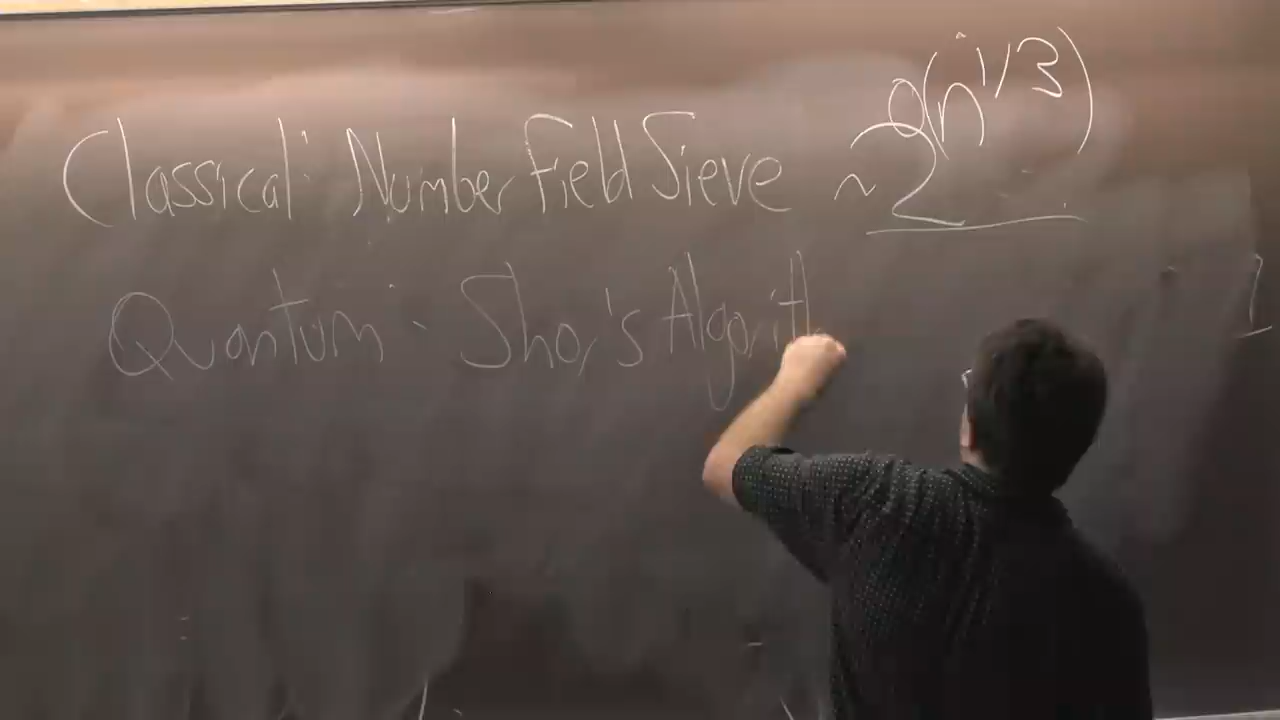 Classical: Number Field Sieve ~2^O(n^1/3)
Quantum: Shor's Algorith